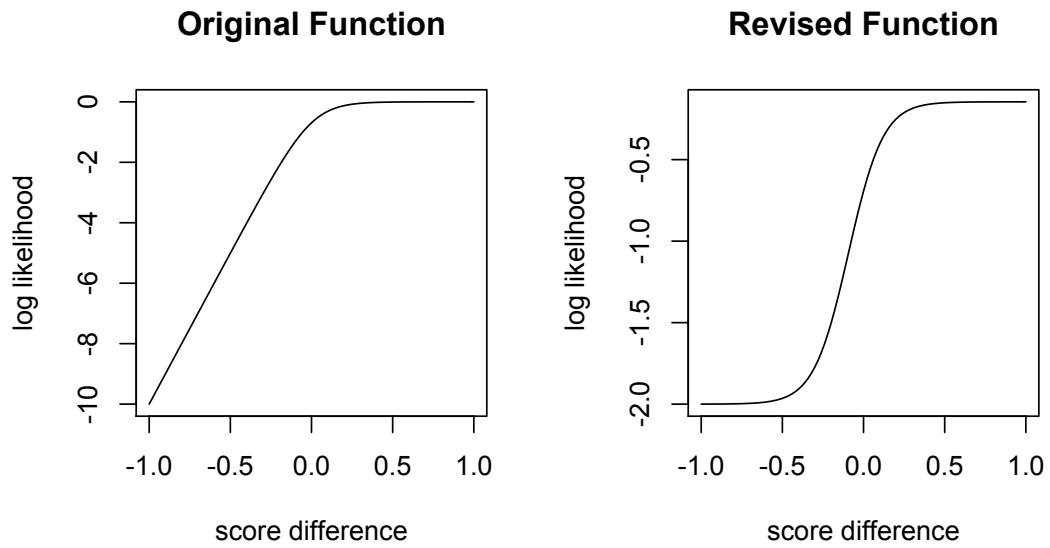 Original Function
0
-2
-4
-6
-8
-10
log likelihood
-1.0 -0.5 0.0 0.5 1.0
score difference
Revised Function
-0.5
-1.0
-1.5
-2.0
log likelihood
-1.0 -0.5 0.0 0.5 1.0
score difference